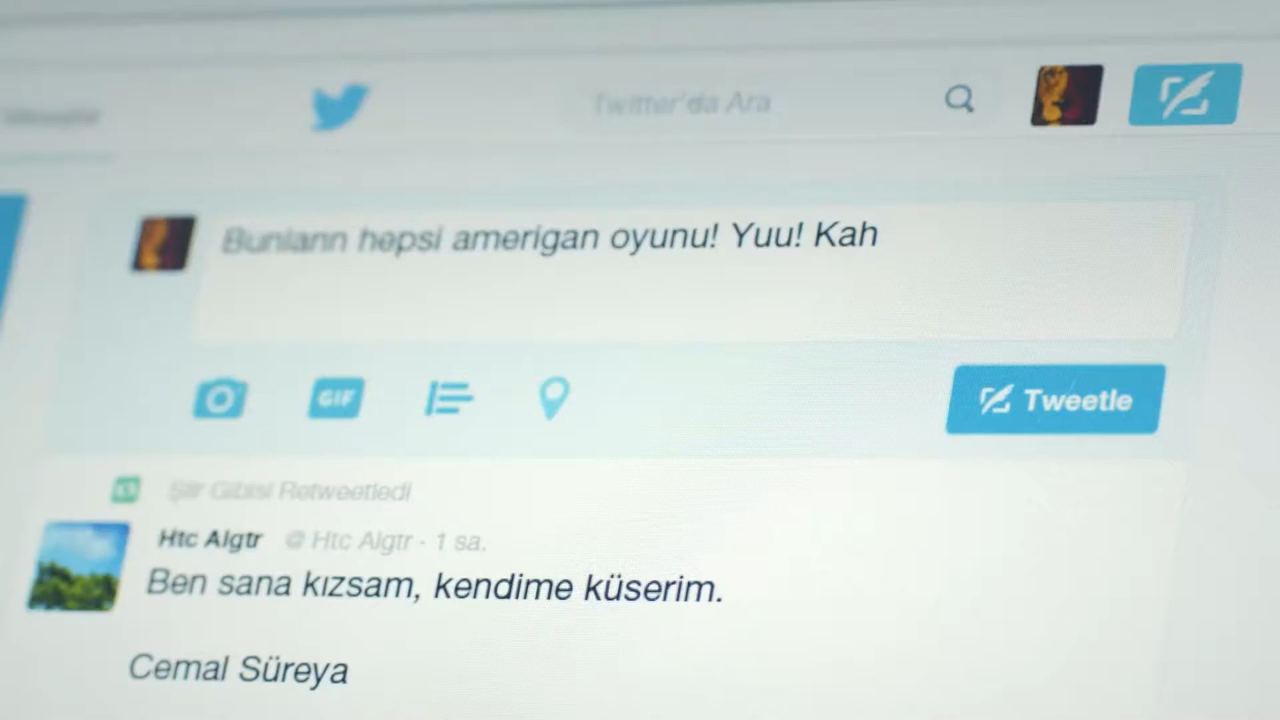 Twitter'da Ara
Bunların hepsi amerigan oyunu! Yuu! Kah
GIF
Tweetle
Şiir Gibisi Retweetledi
Htc Algtr @Htc Algtr · 1 sa.
Ben sana kızsam, kendime küserim.
Cemal Süreya